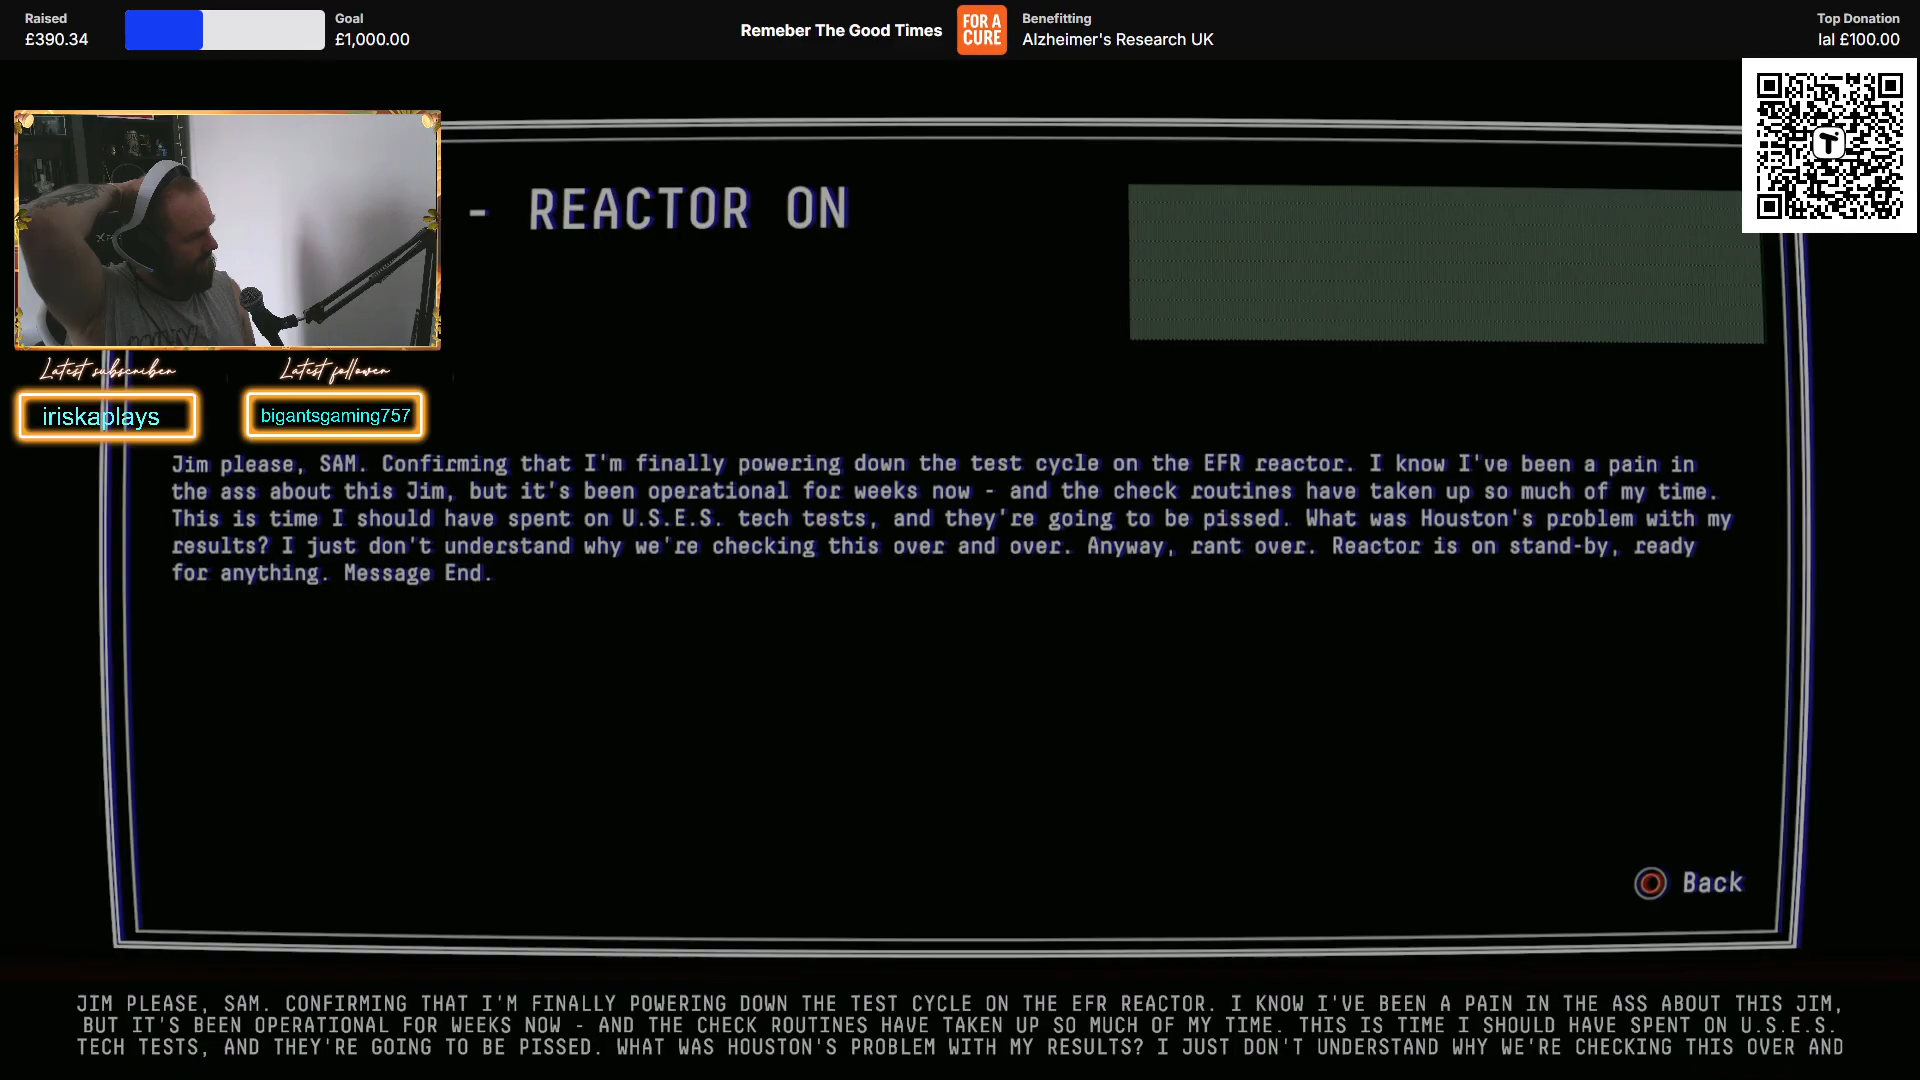 Raised
£390.34
Goal
£1,000.00
Remeber The Good Times
FOR A
CURE
Benefitting
Alzheimer's Research UK
Top Donation
lal £100.00
- REACTOR ON
Latest subscriber
Latest follower
iriskaplays
bigantsgaming757
Jim please, SAM. Confirming that I'm finally powering down the test cycle on the EFR reactor. I know I've been a pain in
the ass about this Jim, but it's been operational for weeks now - and the check routines have taken up so much of my time.
This is time I should have spent on U.S.E.S. tech tests, and they're going to be pissed. What was Houston's problem with my
results? I just don't understand why we're checking this over and over. Anyway, rant over. Reactor is on stand-by, ready
for anything. Message End.
Back
JIM PLEASE, SAM. CONFIRMING THAT I'M FINALLY POWERING DOWN THE TEST CYCLE ON THE EFR REACTOR. I KNOW I'VE BEEN A PAIN IN THE ASS ABOUT THIS JIM,
BUT IT'S BEEN OPERATIONAL FOR WEEKS NOW - AND THE CHECK ROUTINES HAVE TAKEN UP SO MUCH OF MY TIME. THIS IS TIME I SHOULD HAVE SPENT ON U.S.E.S.
TECH TESTS, AND THEY'RE GOING TO BE PISSED. WHAT WAS HOUSTON'S PROBLEM WITH MY RESULTS? I JUST DON'T UNDERSTAND WHY WE'RE CHECKING THIS OVER AND